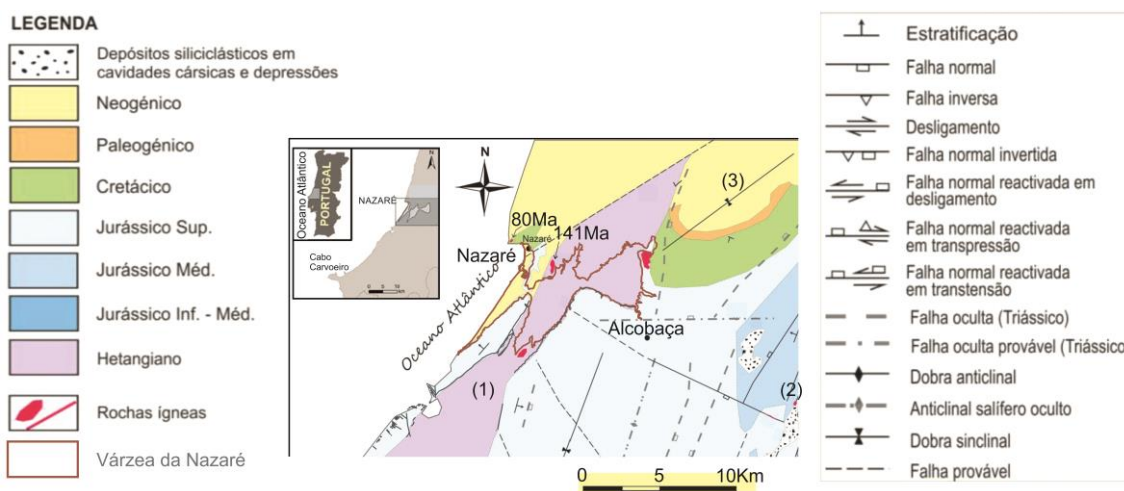 LEGENDA
Depósitos siliciclásticos em
cavidades cársicas e depressões
Neogénico
Paleogénico
Cretácico
Jurássico Sup.
Jurássico Méd.
Jurássico Inf. - Méd.
Hetangiano
Rochas ígneas
Várzea da Nazaré
Oceano Atlântico
PORTUGAL
N
NAZARÉ
Cabo
Carvoeiro
0 5 14
km
N
80Ma
Nazaré
141Ma
Nazaré
Oceano Atlântico
Alcobaça
(1)
(2)
(3)
0 5 10Km
Estratificação
Falha normal
Falha inversa
Desligamento
Falha normal invertida
Falha normal reactivada em
desligamento
Falha normal reactivada
em transpressão
Falha normal reactivada
em transtensão
Falha oculta (Triássico)
Falha oculta provável (Triássico
Dobra anticlinal
Anticlinal salífero oculto
Dobra sinclinal
Falha provável